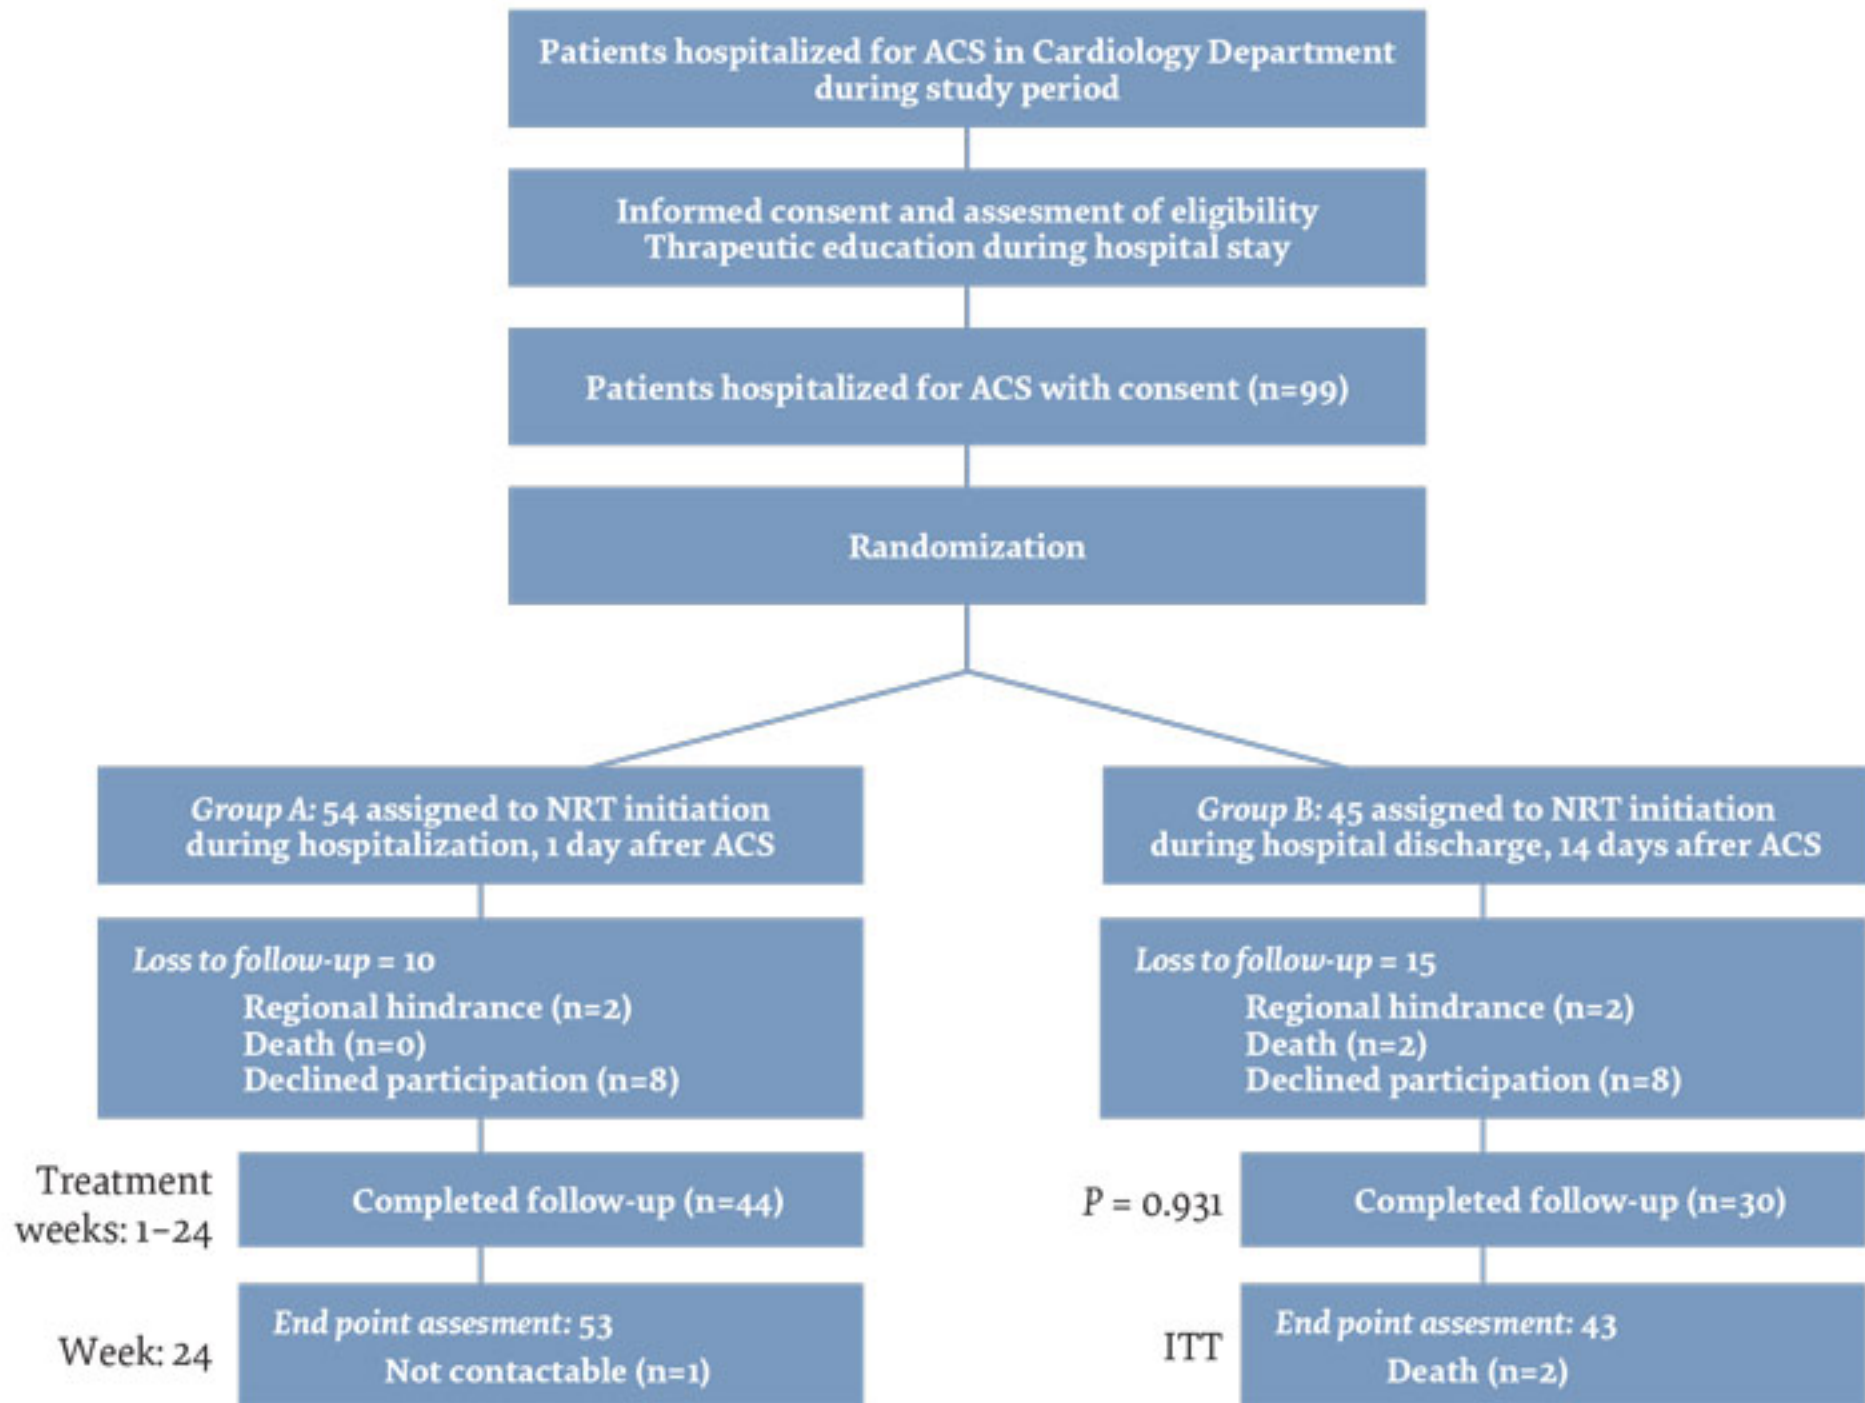 Patients hospitalized for ACS in Cardiology Department
during study period
Informed consent and assesment of eligibility
Thrapeutic education during hospital stay
Patients hospitalized for ACS with consent (n=99)
Randomization
Group A: 54 assigned to NRT initiation
during hospitalization, 1 day afrer ACS
Group B: 45 assigned to NRT initiation
during hospital discharge, 14 days afrer ACS
Loss to follow-up = 10
Regional hindrance (n=2)
Death (n=0)
Declined participation (n=8)
Loss to follow-up = 15
Regional hindrance (n=2)
Death (n=2)
Declined participation (n=8)
Treatment
weeks: 1–24
Completed follow-up (n=44)
P = 0.931
Completed follow-up (n=30)
Week: 24
End point assesment: 53
Not contactable (n=1)
ITT
End point assesment: 43
Death (n=2)